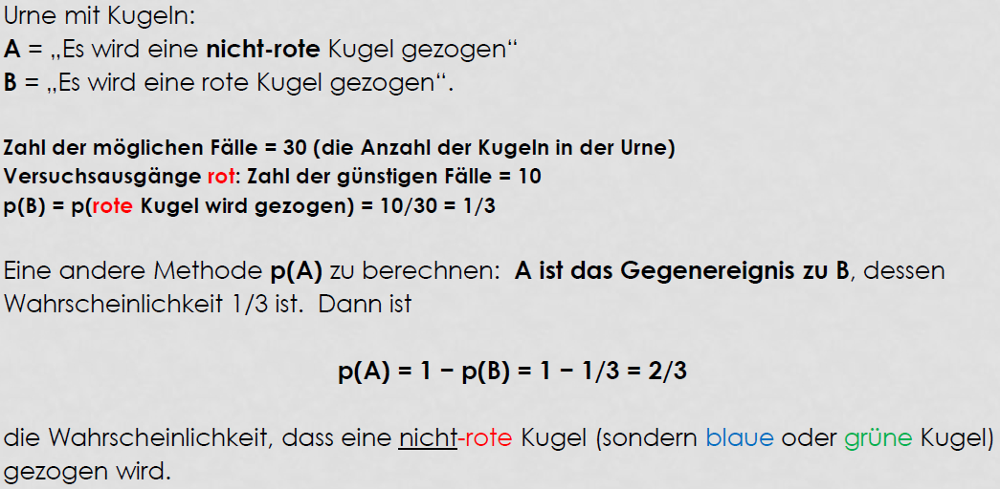 Urne mit Kugeln:
A = „Es wird eine nicht-rote Kugel gezogen“
B = „Es wird eine rote Kugel gezogen“.
Zahl der möglichen Fälle = 30 (die Anzahl der Kugeln in der Urne)
Versuchsausgänge rot: Zahl der günstigen Fälle = 10
p(B) = p(rote Kugel wird gezogen) = 10/30 = 1/3
Eine andere Methode p(A) zu berechnen: A ist das Gegenereignis zu B, dessen
Wahrscheinlichkeit 1/3 ist. Dann ist
p(A) = 1 − p(B) = 1 − 1/3 = 2/3
die Wahrscheinlichkeit, dass eine nicht-rote Kugel (sondern blaue oder grüne Kugel)
gezogen wird.